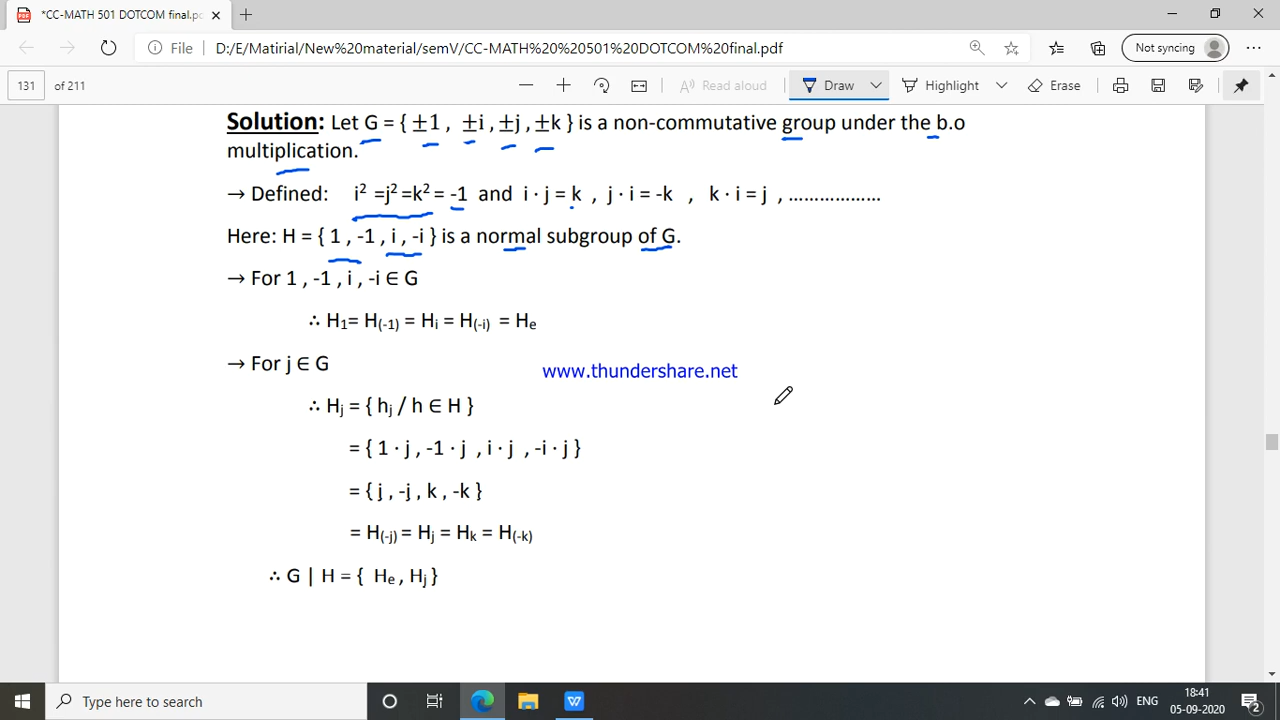 *CC-MATH 501 DOTCOM final.pd
File D:/E/Matirial/New%20material/semV/CC-MATH%20%20501%20DOTCOM%20final.pdf Not syncing
131 of 211 Read aloud Draw Highlight Erase
Solution: Let G = { ±1 , ±i , ±j , ±k } is a non-commutative group under the b.o
multiplication.
→ Defined: i² =j² =k² = -1 and i · j = k , j · i = -k , k · i = j , ..................
Here: H = { 1 , -1 , i , -i } is a normal subgroup of G.
→ For 1 , -1 , i , -i ∈ G
∴ H₁= H₍₋₁₎ = Hᵢ = H₍₋ᵢ₎ = Hₑ
→ For j ∈ G
www.thundershare.net
∴ Hⱼ = { hⱼ / h ∈ H }
= { 1 · j , -1 · j , i · j , -i · j }
= { j , -j , k , -k }
= H₍₋ⱼ₎ = Hⱼ = Hₖ = H₍₋ₖ₎
∴ G | H = { Hₑ , Hⱼ }
Type here to search ENG 18:41
05-09-2020 2